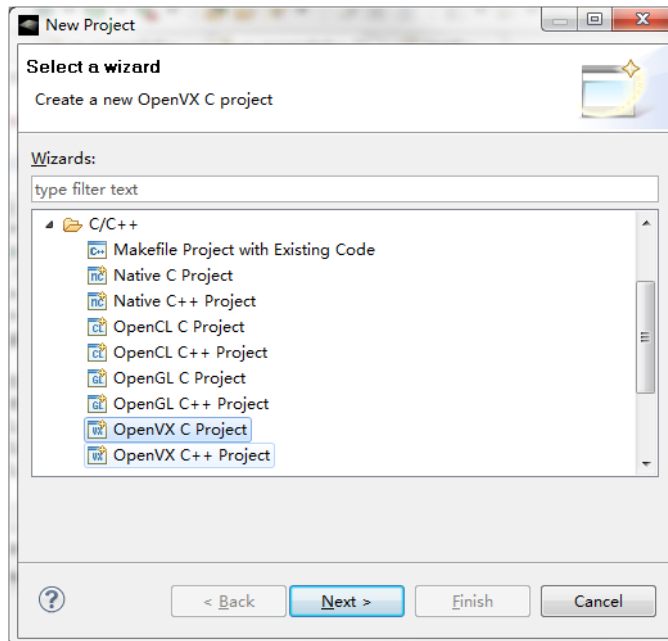 New Project
Select a wizard
Create a new OpenVX C project
Wizards:
type filter text
C/C++
Makefile Project with Existing Code
Native C Project
Native C++ Project
OpenCL C Project
OpenCL C++ Project
OpenGL C Project
OpenGL C++ Project
OpenVX C Project
OpenVX C++ Project
< Back Next > Finish Cancel